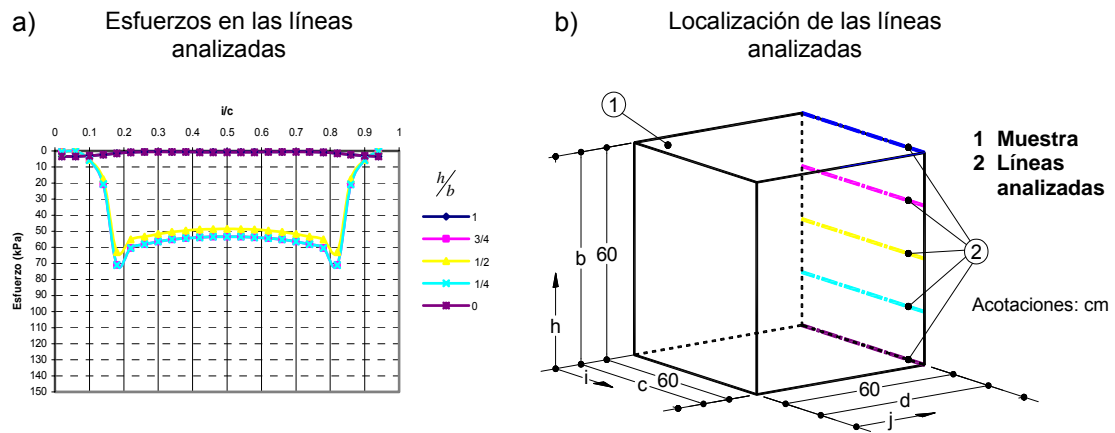 a)
Esfuerzos en las líneas
analizadas
i/c
0 0.1 0.2 0.3 0.4 0.5 0.6 0.7 0.8 0.9 1
0
10
20
30
40
50
60
70
80
90
100
110
120
130
140
150
Esfuerzo (kPa)
h/b
1
3/4
1/2
1/4
0
b)
Localización de las líneas
analizadas
1
1 Muestra
2 Líneas
analizadas
2
Acotaciones: cm
b
60
h
i
c
60
60
d
j